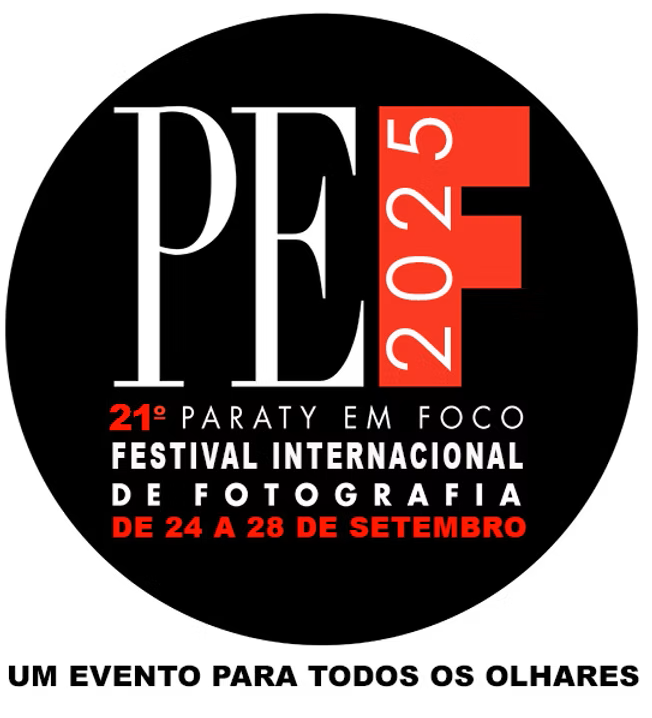 PEF 2025
21º PARATY EM FOCO
FESTIVAL INTERNACIONAL
DE FOTOGRAFIA
DE 24 A 28 DE SETEMBRO
UM EVENTO PARA TODOS OS OLHARES